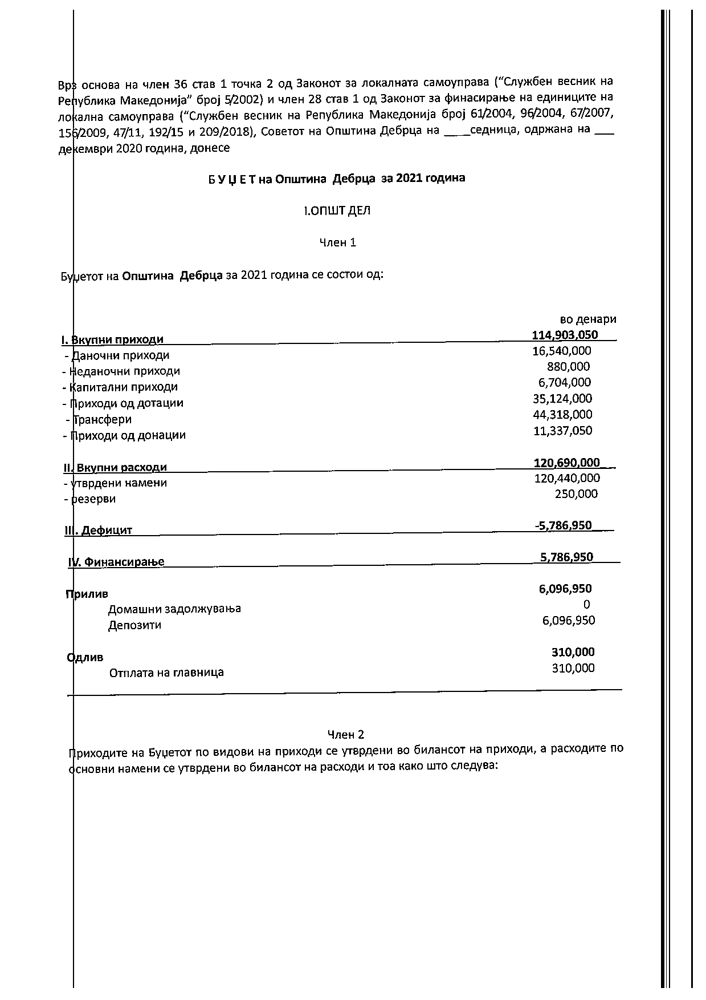 Врз основа на член 36 став 1 точка 2 од Законот за локалната самоуправа (“Службен весник на
Република Македонија” број 5/2002) и член 28 став 1 од Законот за финасирање на единиците на
локална самоуправа (“Службен весник на Република Македонија број 61/2004, 96/2004, 67/2007,
156/2009, 47/11, 192/15 и 209/2018), Советот на Општина Дебрца на ____седница, одржана на ___
декември 2020 година, донесе
Б У Џ Е Т на Општина Дебрца за 2021 година
I.ОПШТ ДЕЛ
Член 1
Буџетот на Општина Дебрца за 2021 година се состои од:
во денари
I. Вкупни приходи 114,903,050
- Даночни приходи 16,540,000
- Неданочни приходи 880,000
- Капитални приходи 6,704,000
- Приходи од дотации 35,124,000
- Трансфери 44,318,000
- Приходи од донации 11,337,050
II. Вкупни расходи 120,690,000
- утврдени намени 120,440,000
- резерви 250,000
III. Дефицит -5,786,950
IV. Финансирање 5,786,950
Прилив 6,096,950
Домашни задолжувања 0
Депозити 6,096,950
Одлив 310,000
Отплата на главница 310,000
Член 2
Приходите на Буџетот по видови на приходи се утврдени во билансот на приходи, а расходите по
основни намени се утврдени во билансот на расходи и тоа како што следува: